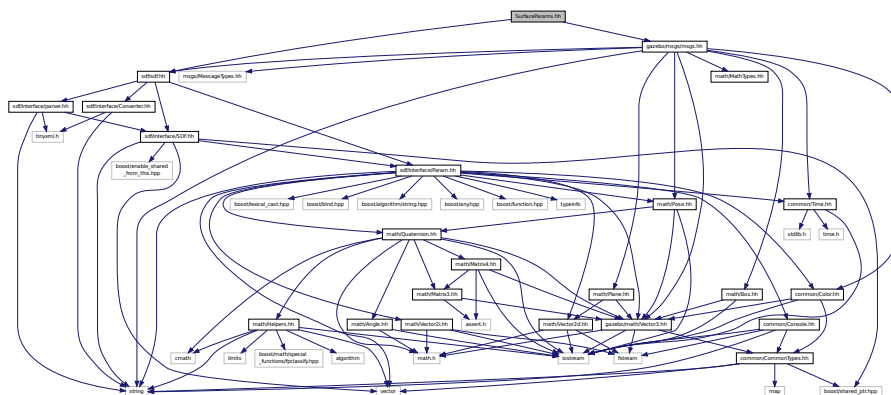 SurfaceParams.hh
gazebo/msgs/msgs.hh
sdf/sdf.hh
msgs/MessageTypes.hh
math/MathTypes.hh
sdf/interface/parser.hh
sdf/interface/Converter.hh
tinyxml.h
sdf/interface/SDF.hh
boost/enable_shared
_from_this.hpp
sdf/interface/Param.hh
boost/lexical_cast.hpp
boost/bind.hpp
boost/algorithm/string.hpp
boost/any.hpp
boost/function.hpp
typeinfo
math/Pose.hh
common/Time.hh
math/Quaternion.hh
stdlib.h
time.h
math/Matrix4.hh
math/Matrix3.hh
math/Plane.hh
math/Box.hh
common/Color.hh
math/Helpers.hh
math/Angle.hh
math/Vector2i.hh
assert.h
math/Vector2d.hh
gazebo/math/Vector3.hh
common/Console.hh
cmath
limits
boost/math/special
_functions/fpclassify.hpp
algorithm
math.h
iostream
fstream
common/CommonTypes.hh
string
vector
map
boost/shared_ptr.hpp